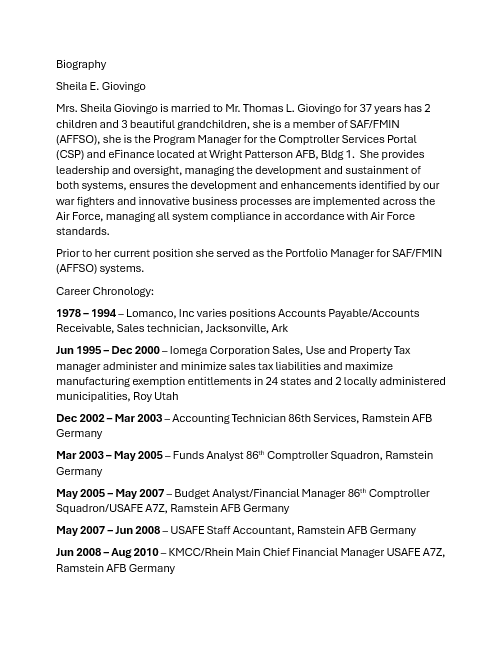 Biography
Sheila E. Giovingo
Mrs. Sheila Giovingo is married to Mr. Thomas L. Giovingo for 37 years has 2
children and 3 beautiful grandchildren, she is a member of SAF/FMIN
(AFFSO), she is the Program Manager for the Comptroller Services Portal
(CSP) and eFinance located at Wright Patterson AFB, Bldg 1.  She provides
leadership and oversight, managing the development and sustainment of
both systems, ensures the development and enhancements identified by our
war fighters and innovative business processes are implemented across the
Air Force, managing all system compliance in accordance with Air Force
standards.
Prior to her current position she served as the Portfolio Manager for SAF/FMIN
(AFFSO) systems.
Career Chronology:
1978 – 1994 – Lomanco, Inc varies positions Accounts Payable/Accounts
Receivable, Sales technician, Jacksonville, Ark
Jun 1995 – Dec 2000 – Iomega Corporation Sales, Use and Property Tax
manager administer and minimize sales tax liabilities and maximize
manufacturing exemption entitlements in 24 states and 2 locally administered
municipalities, Roy Utah
Dec 2002 – Mar 2003 – Accounting Technician 86th Services, Ramstein AFB
Germany
Mar 2003 – May 2005 – Funds Analyst 86th Comptroller Squadron, Ramstein
Germany
May 2005 – May 2007 – Budget Analyst/Financial Manager 86th Comptroller
Squadron/USAFE A7Z, Ramstein AFB Germany
May 2007 – Jun 2008 – USAFE Staff Accountant, Ramstein AFB Germany
Jun 2008 – Aug 2010 – KMCC/Rhein Main Chief Financial Manager USAFE A7Z,
Ramstein AFB Germany